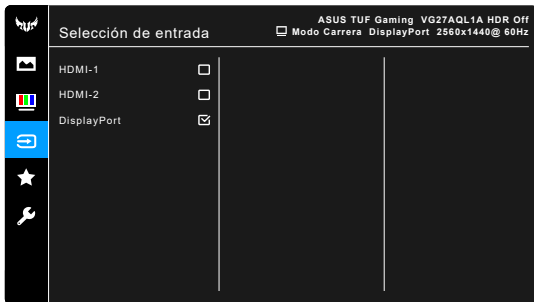 ASUS TUF Gaming VG27AQL1A HDR Off
Selección de entrada
Modo Carrera DisplayPort 2560x1440@ 60Hz
HDMI-1
HDMI-2
DisplayPort